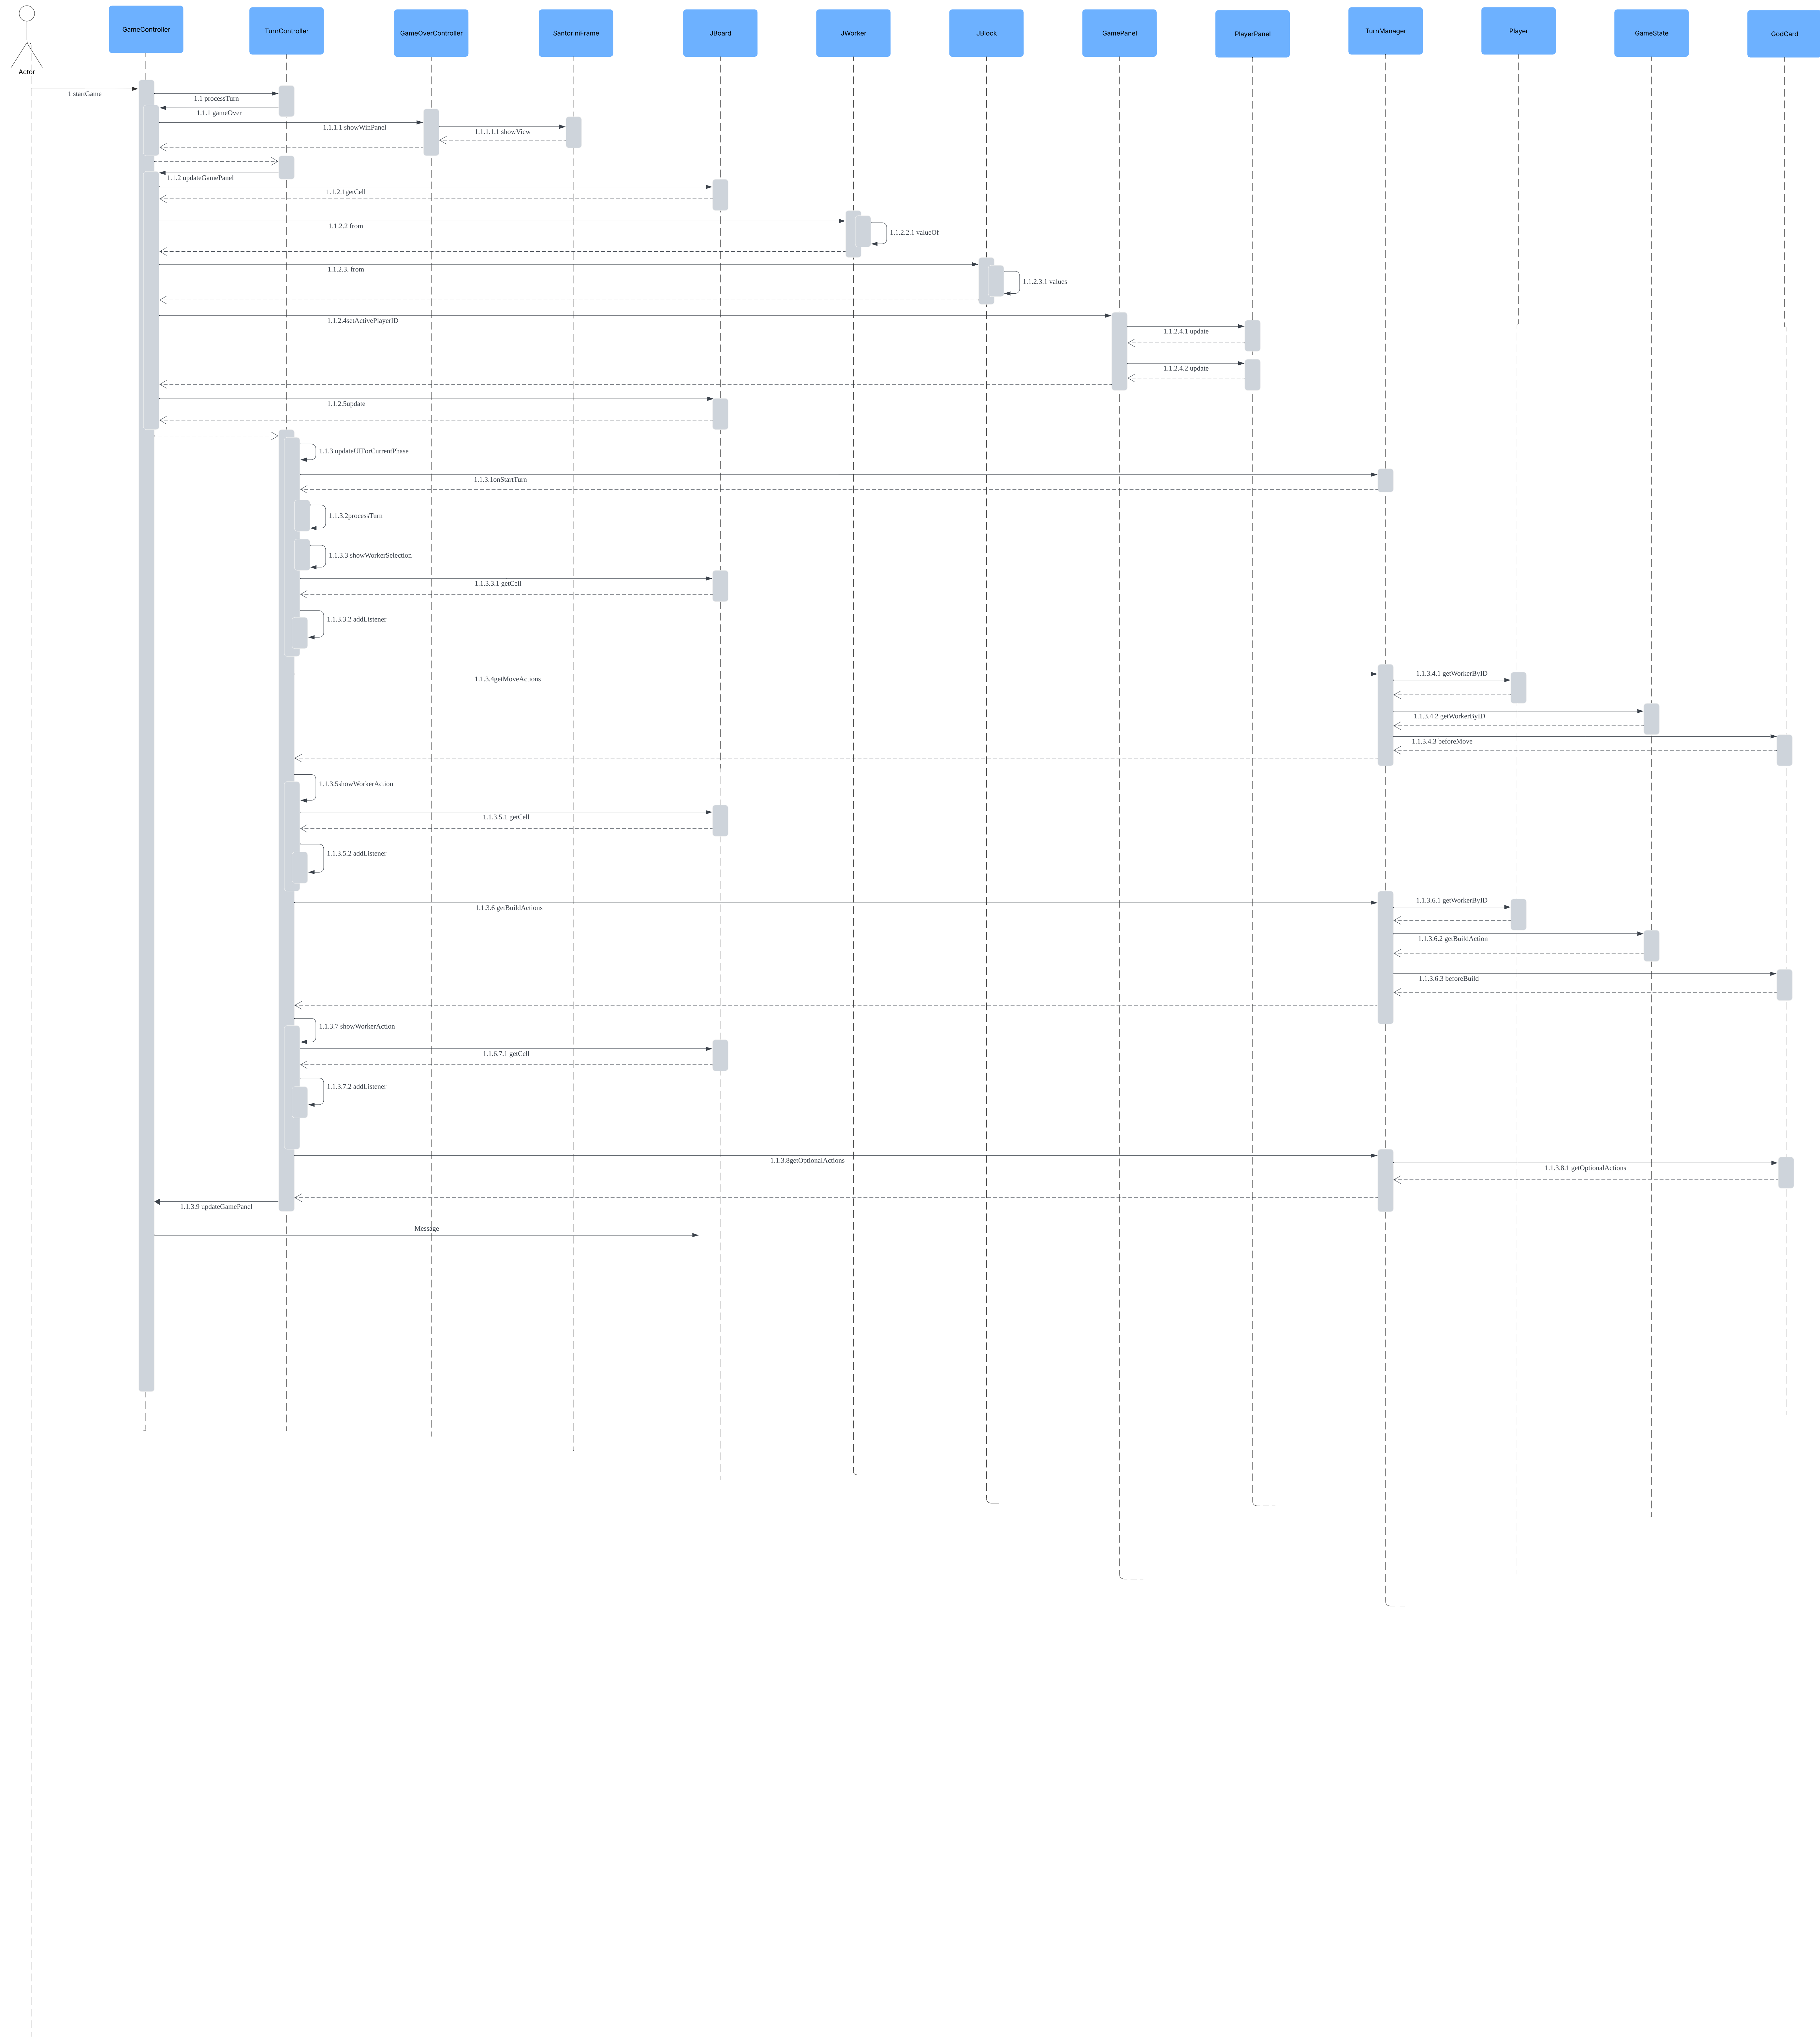 GameController
TurnController
GameOverController
SantoriniFrame
JBoard
JWorker
JBlock
GamePanel
PlayerPanel
TurnManager
Player
GameState
GodCard
Actor
1 startGame
1.1 processTurn
1.1.1 gameOver
1.1.1.1 showWinPanel
1.1.1.1.1 showView
1.1.2 updateGamePanel
1.1.2.1getCell
1.1.2.2 from
1.1.2.2.1 valueOf
1.1.2.3. from
1.1.2.3.1 values
1.1.2.4setActivePlayerID
1.1.2.4.1 update
1.1.2.4.2 update
1.1.2.5update
1.1.3 updateUIForCurrentPhase
1.1.3.1onStartTurn
1.1.3.2processTurn
1.1.3.3 showWorkerSelection
1.1.3.3.1 getCell
1.1.3.3.2 addListener
1.1.3.4getMoveActions
1.1.3.4.1 getWorkerByID
1.1.3.4.2 getWorkerByID
1.1.3.4.3 beforeMove
1.1.3.5showWorkerAction
1.1.3.5.1 getCell
1.1.3.5.2 addListener
1.1.3.6 getBuildActions
1.1.3.6.1 getWorkerByID
1.1.3.6.2 getBuildAction
1.1.3.6.3 beforeBuild
1.1.3.7 showWorkerAction
1.1.6.7.1 getCell
1.1.3.7.2 addListener
1.1.3.8getOptionalActions
1.1.3.8.1 getOptionalActions
1.1.3.9 updateGamePanel
Message